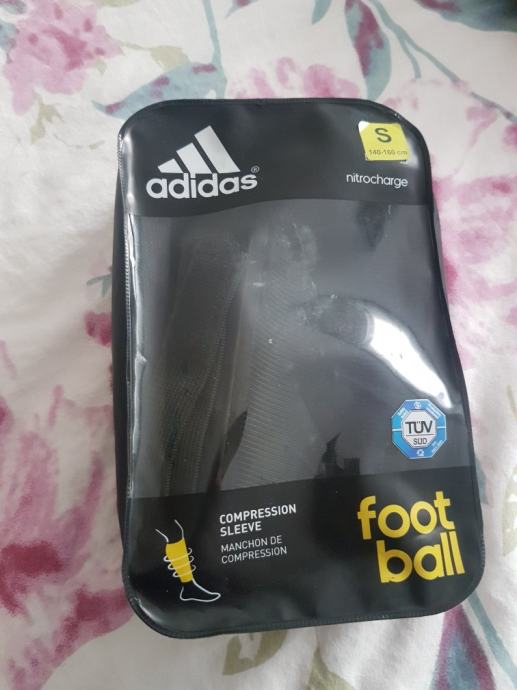 S
140-160 cm
adidas®
nitrocharge
TÜV
SÜD
COMPRESSION
SLEEVE
MANCHON DE
COMPRESSION
foot
ball